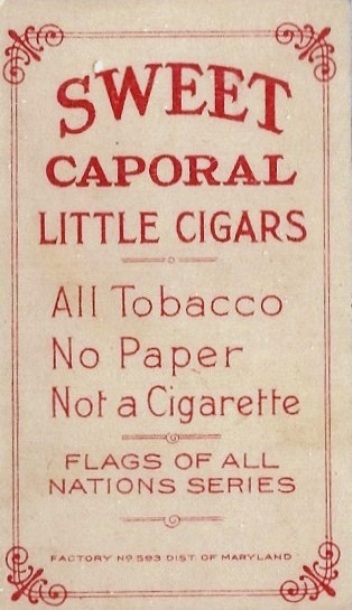 SWEET
CAPORAL
LITTLE CIGARS
All Tobacco
No Paper
Not a Cigarette
FLAGS OF ALL
NATIONS SERIES
FACTORY Nº 593 DIST. OF MARYLAND